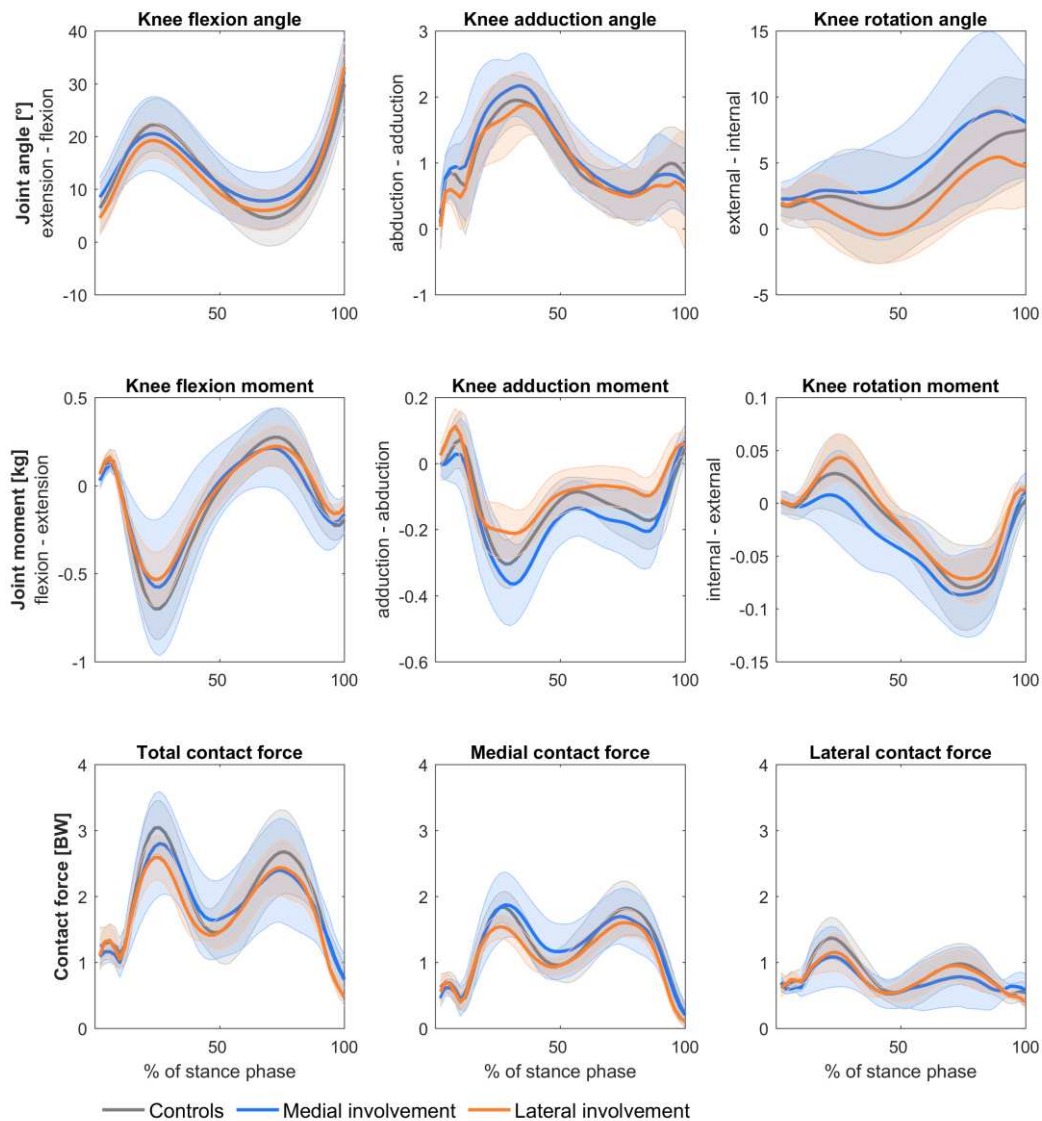 Knee flexion angle
Knee adduction angle
Knee rotation angle
Joint angle [°]
extension - flexion
40
30
20
10
0
-10
50
100
abduction - adduction
3
2
1
0
-1
50
100
external - internal
15
10
5
0
-5
50
100
Knee flexion moment
Knee adduction moment
Knee rotation moment
Joint moment [kg]
flexion - extension
0.5
0
-0.5
-1
50
100
adduction - abduction
0.2
0
-0.2
-0.4
-0.6
50
100
internal - external
0.1
0.05
0
-0.05
-0.1
-0.15
50
100
Total contact force
Medial contact force
Lateral contact force
Contact force [BW]
4
3
2
1
0
50
100
% of stance phase
4
3
2
1
0
50
100
% of stance phase
4
3
2
1
0
50
100
% of stance phase
Controls
Medial involvement
Lateral involvement